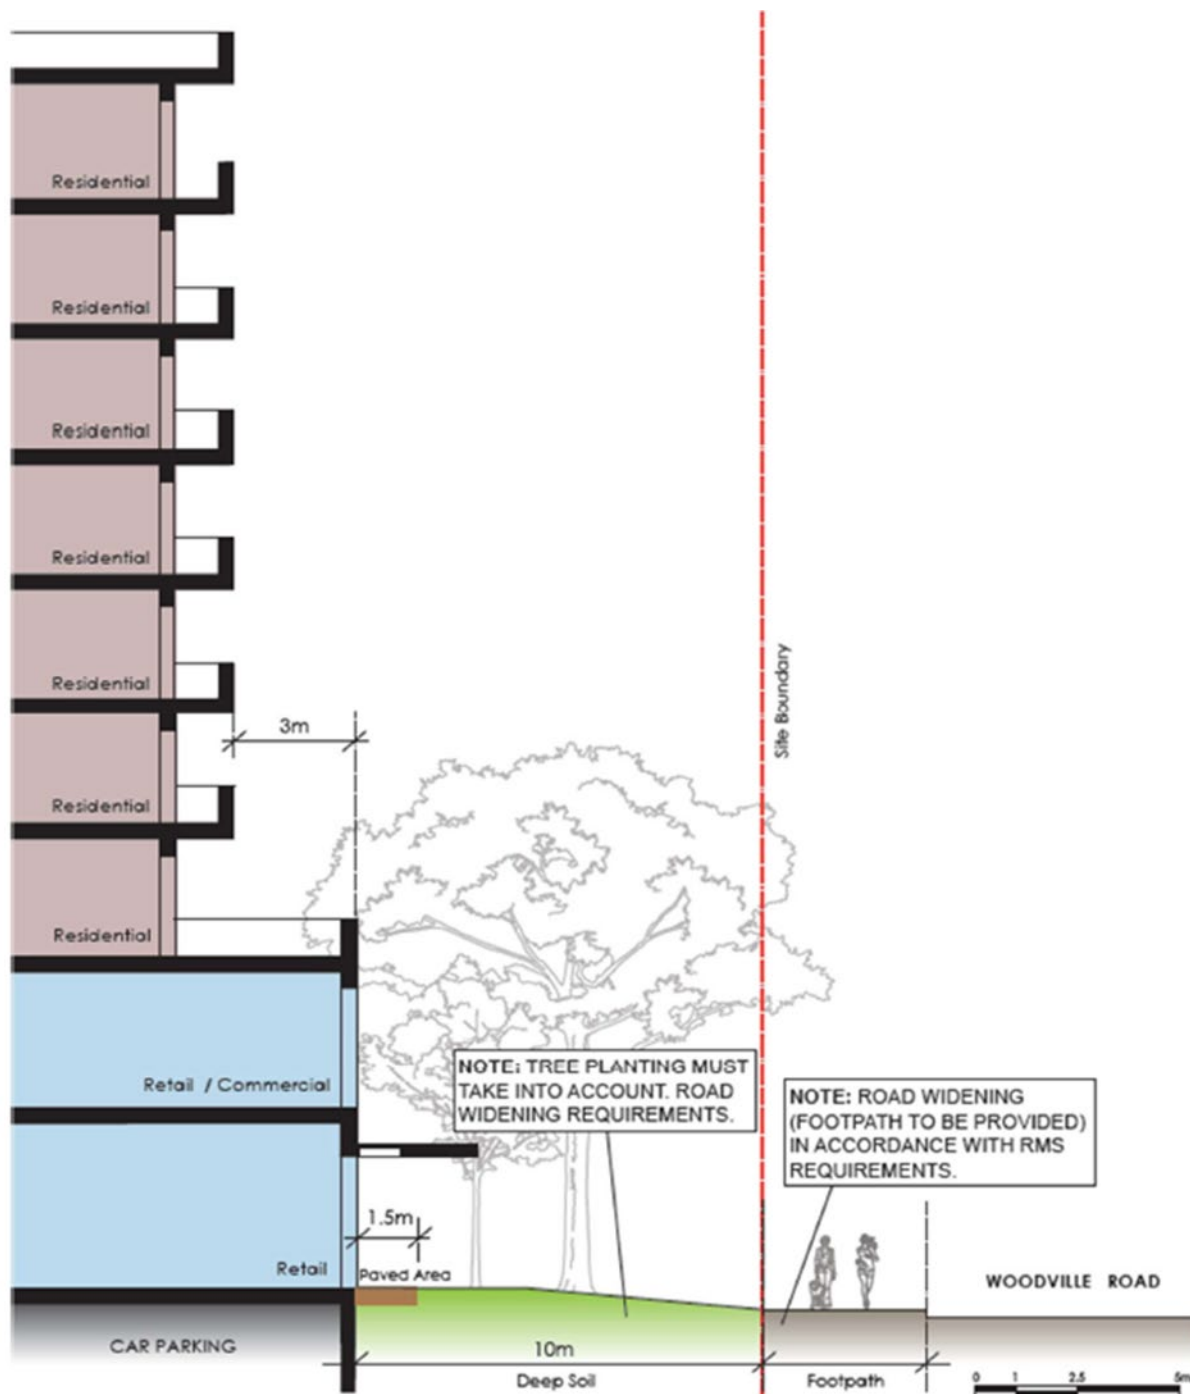 Residential
Residential
Residential
Residential
Residential
3m
Site Boundary
Residential
Residential
NOTE: TREE PLANTING MUST
TAKE INTO ACCOUNT. ROAD
WIDENING REQUIREMENTS.
Retail / Commercial
NOTE: ROAD WIDENING
(FOOTPATH TO BE PROVIDED)
IN ACCORDANCE WITH RMS
REQUIREMENTS.
1.5m
Retail
Paved Area
WOODVILLE ROAD
CAR PARKING
10m
Deep Soil
Footpath
0 1 2.5 5m